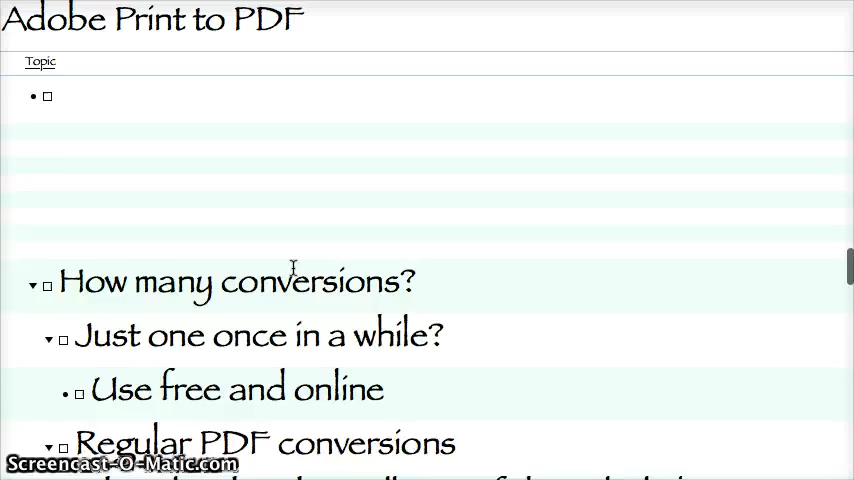 Adobe Print to PDF
Topic
How many conversions?
Just one once in a while?
Use free and online
Regular PDF conversions
Screencast-O-Matic.com